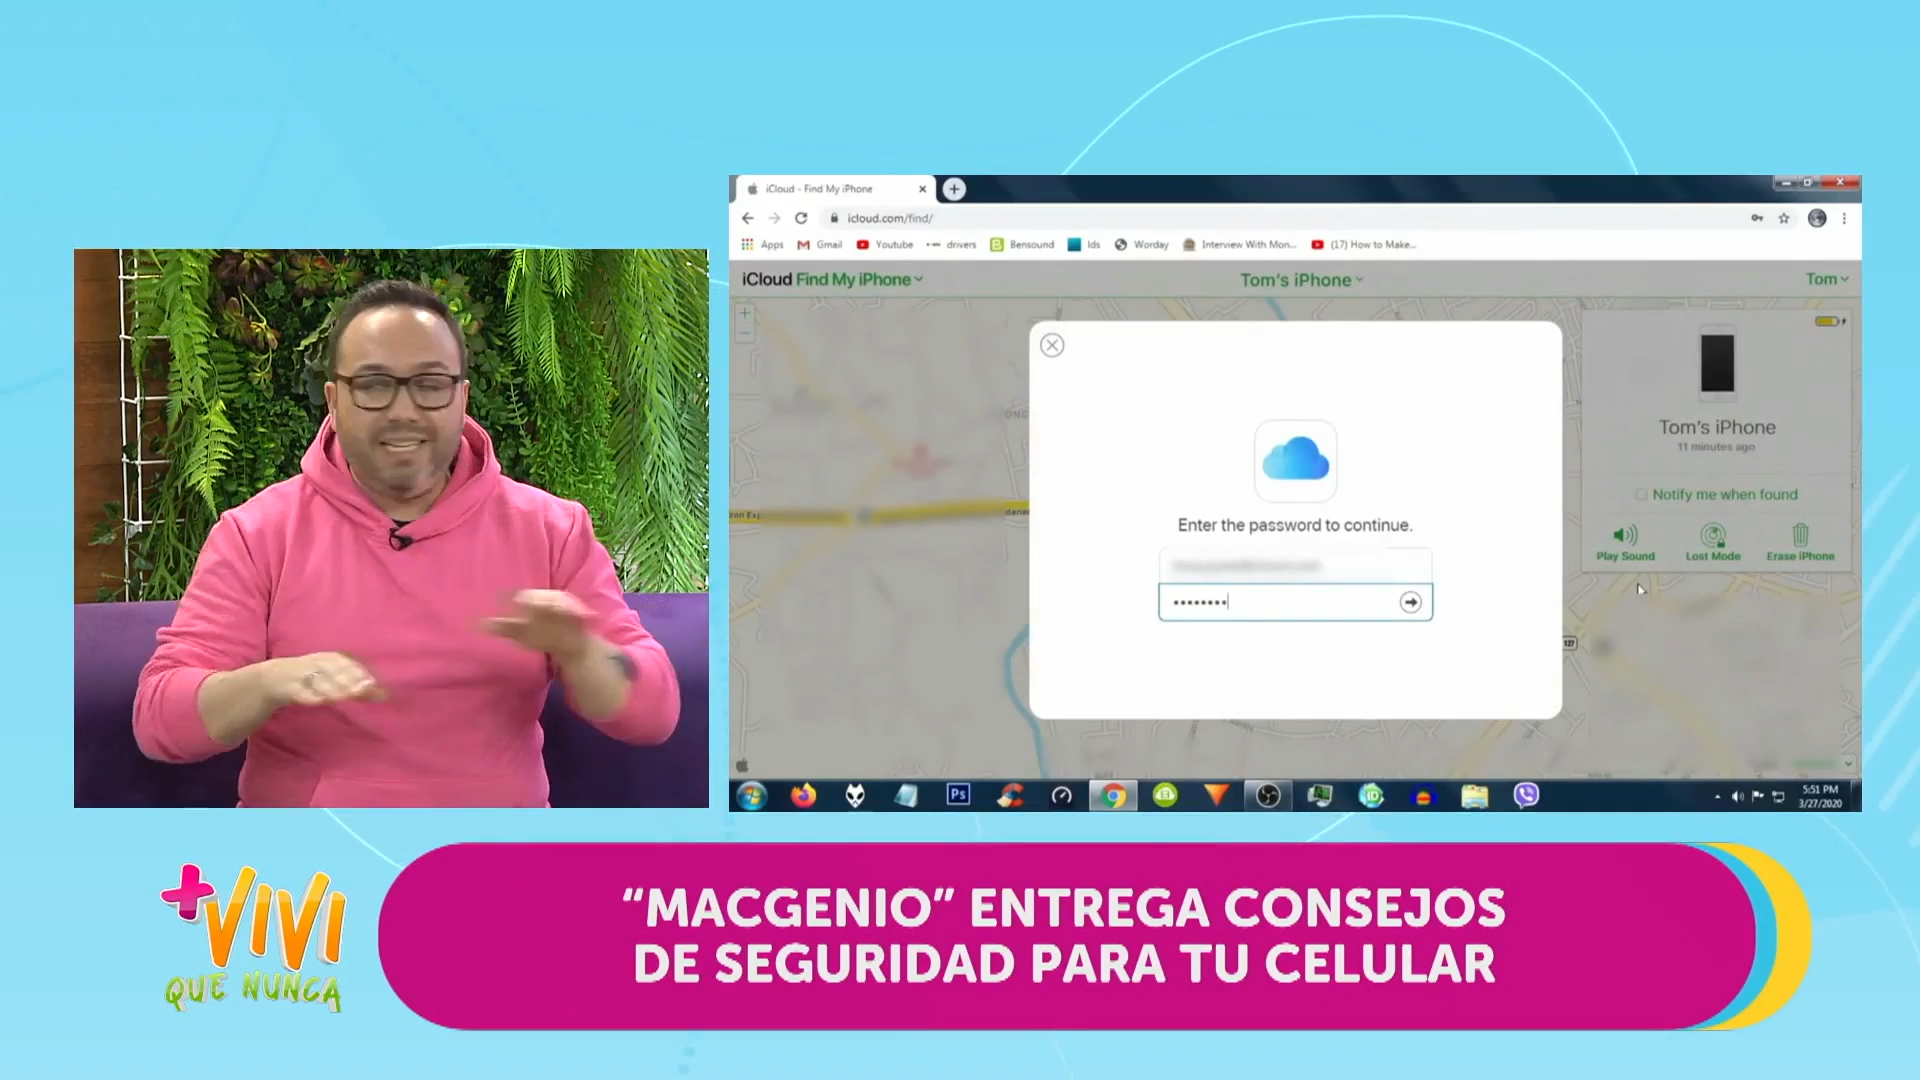 iCloud - Find My iPhone
icloud.com/find/
Apps Gmail Youtube drivers Bensound Ids Worday Interview With Mon... (17) How to Make...
iCloud Find My iPhone
Tom's iPhone
Tom
Tom's iPhone
11 minutes ago
Notify me when found
Play Sound Lost Mode Erase iPhone
Enter the password to continue.
127
Ps
iD
5:51 PM
3/27/2020
+VIVI
QUE NUNCA
“MACGENIO” ENTREGA CONSEJOS
DE SEGURIDAD PARA TU CELULAR